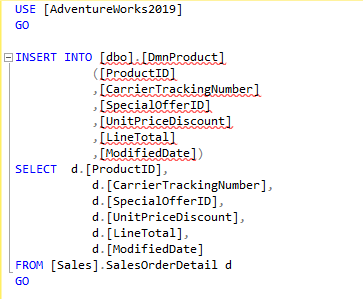 USE [AdventureWorks2019]
GO
INSERT INTO [dbo].[DmnProduct]
([ProductID]
,[CarrierTrackingNumber]
,[SpecialOfferID]
,[UnitPriceDiscount]
,[LineTotal]
,[ModifiedDate])
SELECT d.[ProductID],
d.[CarrierTrackingNumber],
d.[SpecialOfferID],
d.[UnitPriceDiscount],
d.[LineTotal],
d.[ModifiedDate]
FROM [Sales].SalesOrderDetail d
GO